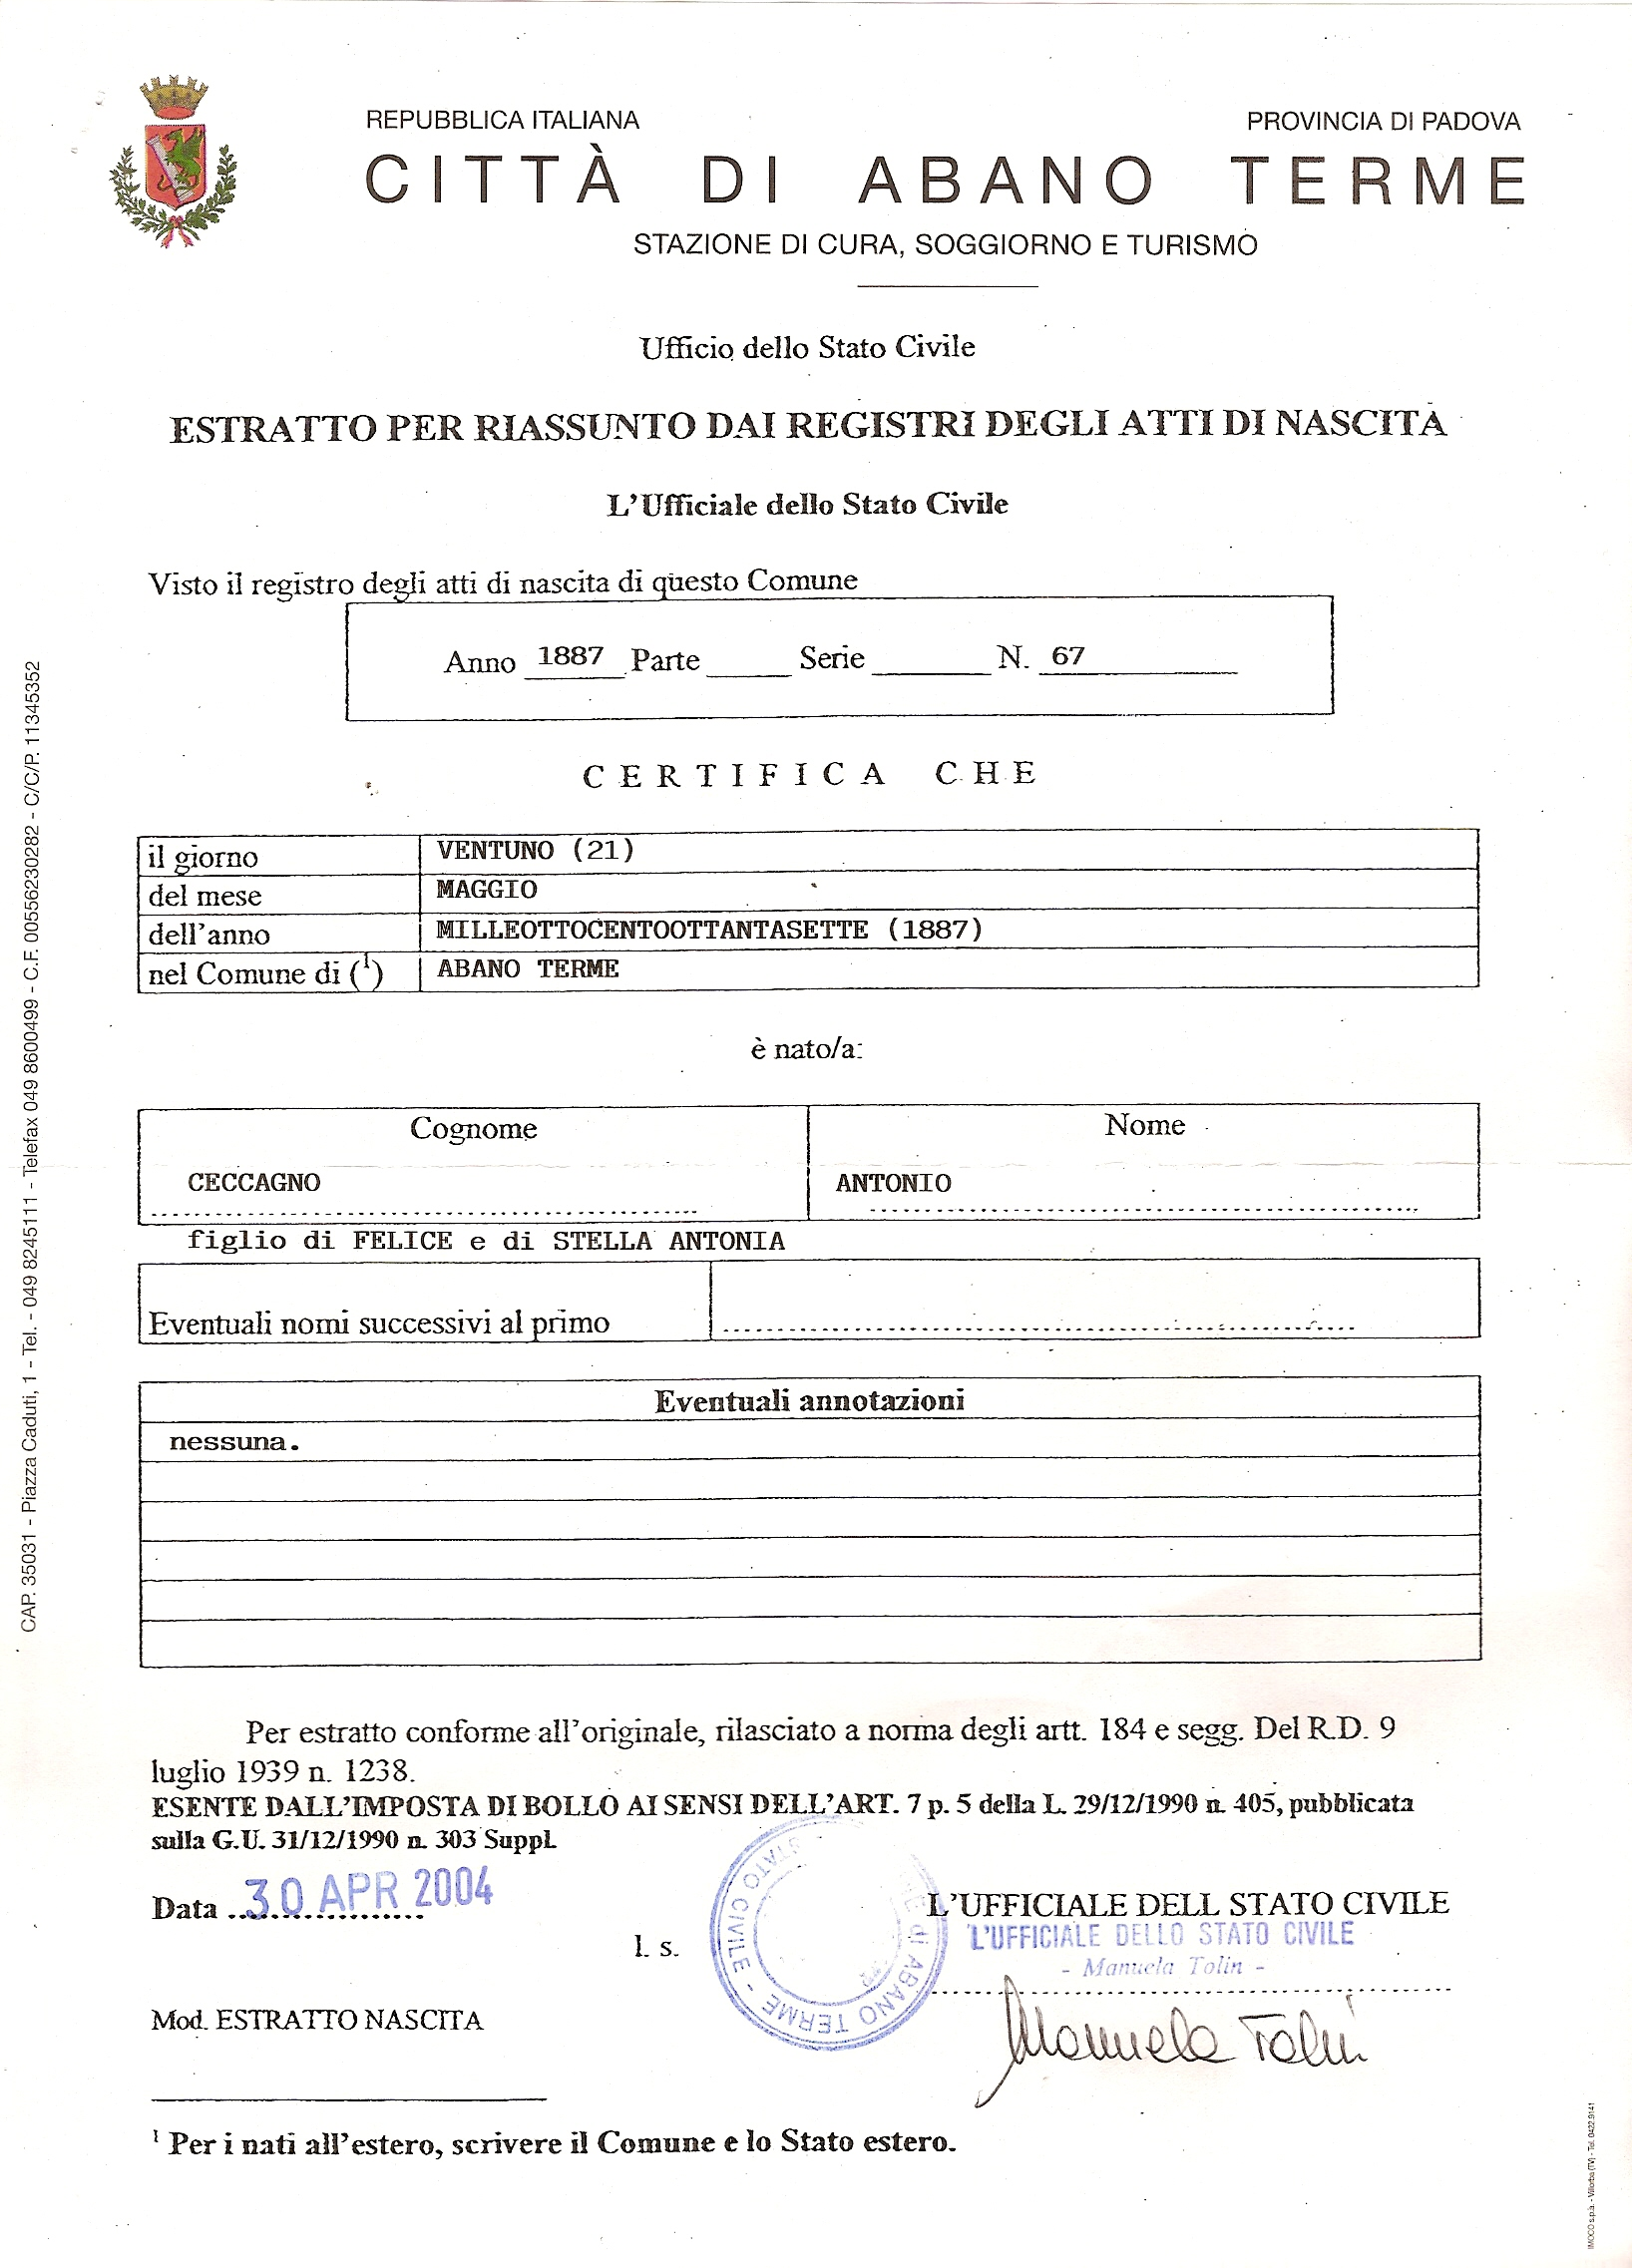 REPUBBLICA ITALIANA PROVINCIA DI PADOVA
CITTÀ DI ABANO TERME
STAZIONE DI CURA, SOGGIORNO E TURISMO
Ufficio dello Stato Civile
ESTRATTO PER RIASSUNTO DAI REGISTRI DEGLI ATTI DI NASCITA
L'Ufficiale dello Stato Civile
Visto il registro degli atti di nascita di questo Comune
Anno 1887 Parte Serie N. 67
CERTIFICA CHE
il giorno VENTUNO (21)
del mese MAGGIO
dell'anno MILLEOTTOCENTOOTTANTASETTE (1887)
nel Comune di (1) ABANO TERME
è nato/a:
Cognome Nome
CECCAGNO ANTONIO
figlio di FELICE e di STELLA ANTONIA
Eventuali nomi successivi al primo
Eventuali annotazioni
nessuna.
Per estratto conforme all'originale, rilasciato a norma degli artt. 184 e segg. Del R.D. 9
luglio 1939 n. 1238.
ESENTE DALL'IMPOSTA DI BOLLO AI SENSI DELL'ART. 7 p. 5 della L. 29/12/1990 n. 405, pubblicata
sulla G.U. 31/12/1990 n. 303 Suppl.
Data 30 APR 2004
L'UFFICIALE DELL STATO CIVILE
L'UFFICIALE DELLO STATO CIVILE
- Manuela Tolin -
l. s.
di ABANO TERME - STATO CIVILE
Manuela Tolin
Mod. ESTRATTO NASCITA
1 Per i nati all'estero, scrivere il Comune e lo Stato estero.
CAP. 35031 - Piazza Caduti, 1 - Tel. - 049 8245111 - Telefax 049 8600499 - C.F. 00556230282 - C/C/P. 11345352
IMOCO s.p.a. - Villorba (TV) - Tel. 0422.9141